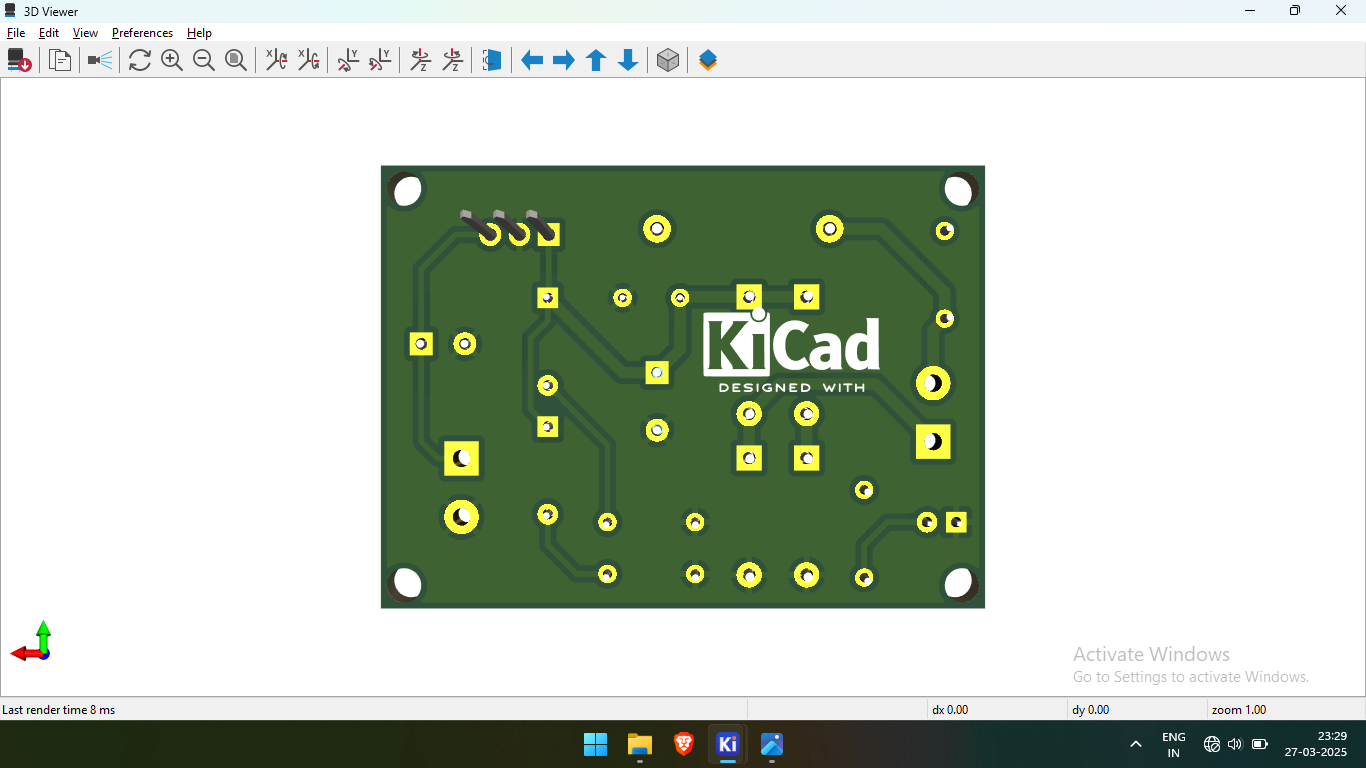 3D Viewer
File Edit View Preferences Help
KiCad
DESIGNED WITH
Activate Windows
Go to Settings to activate Windows.
Last render time 8 ms
dx 0.00
dy 0.00
zoom 1.00
Ki
ENG
IN
23:29
27-03-2025